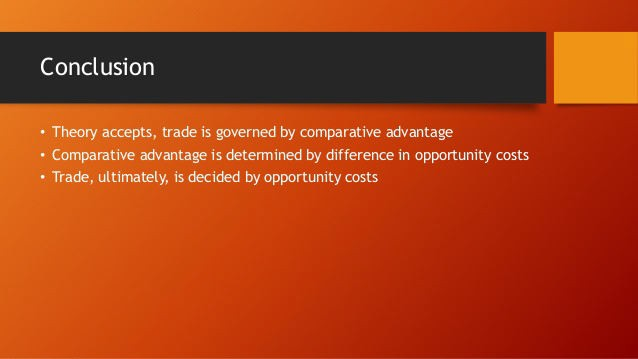 Conclusion
• Theory accepts, trade is governed by comparative advantage
• Comparative advantage is determined by difference in opportunity costs
• Trade, ultimately, is decided by opportunity costs